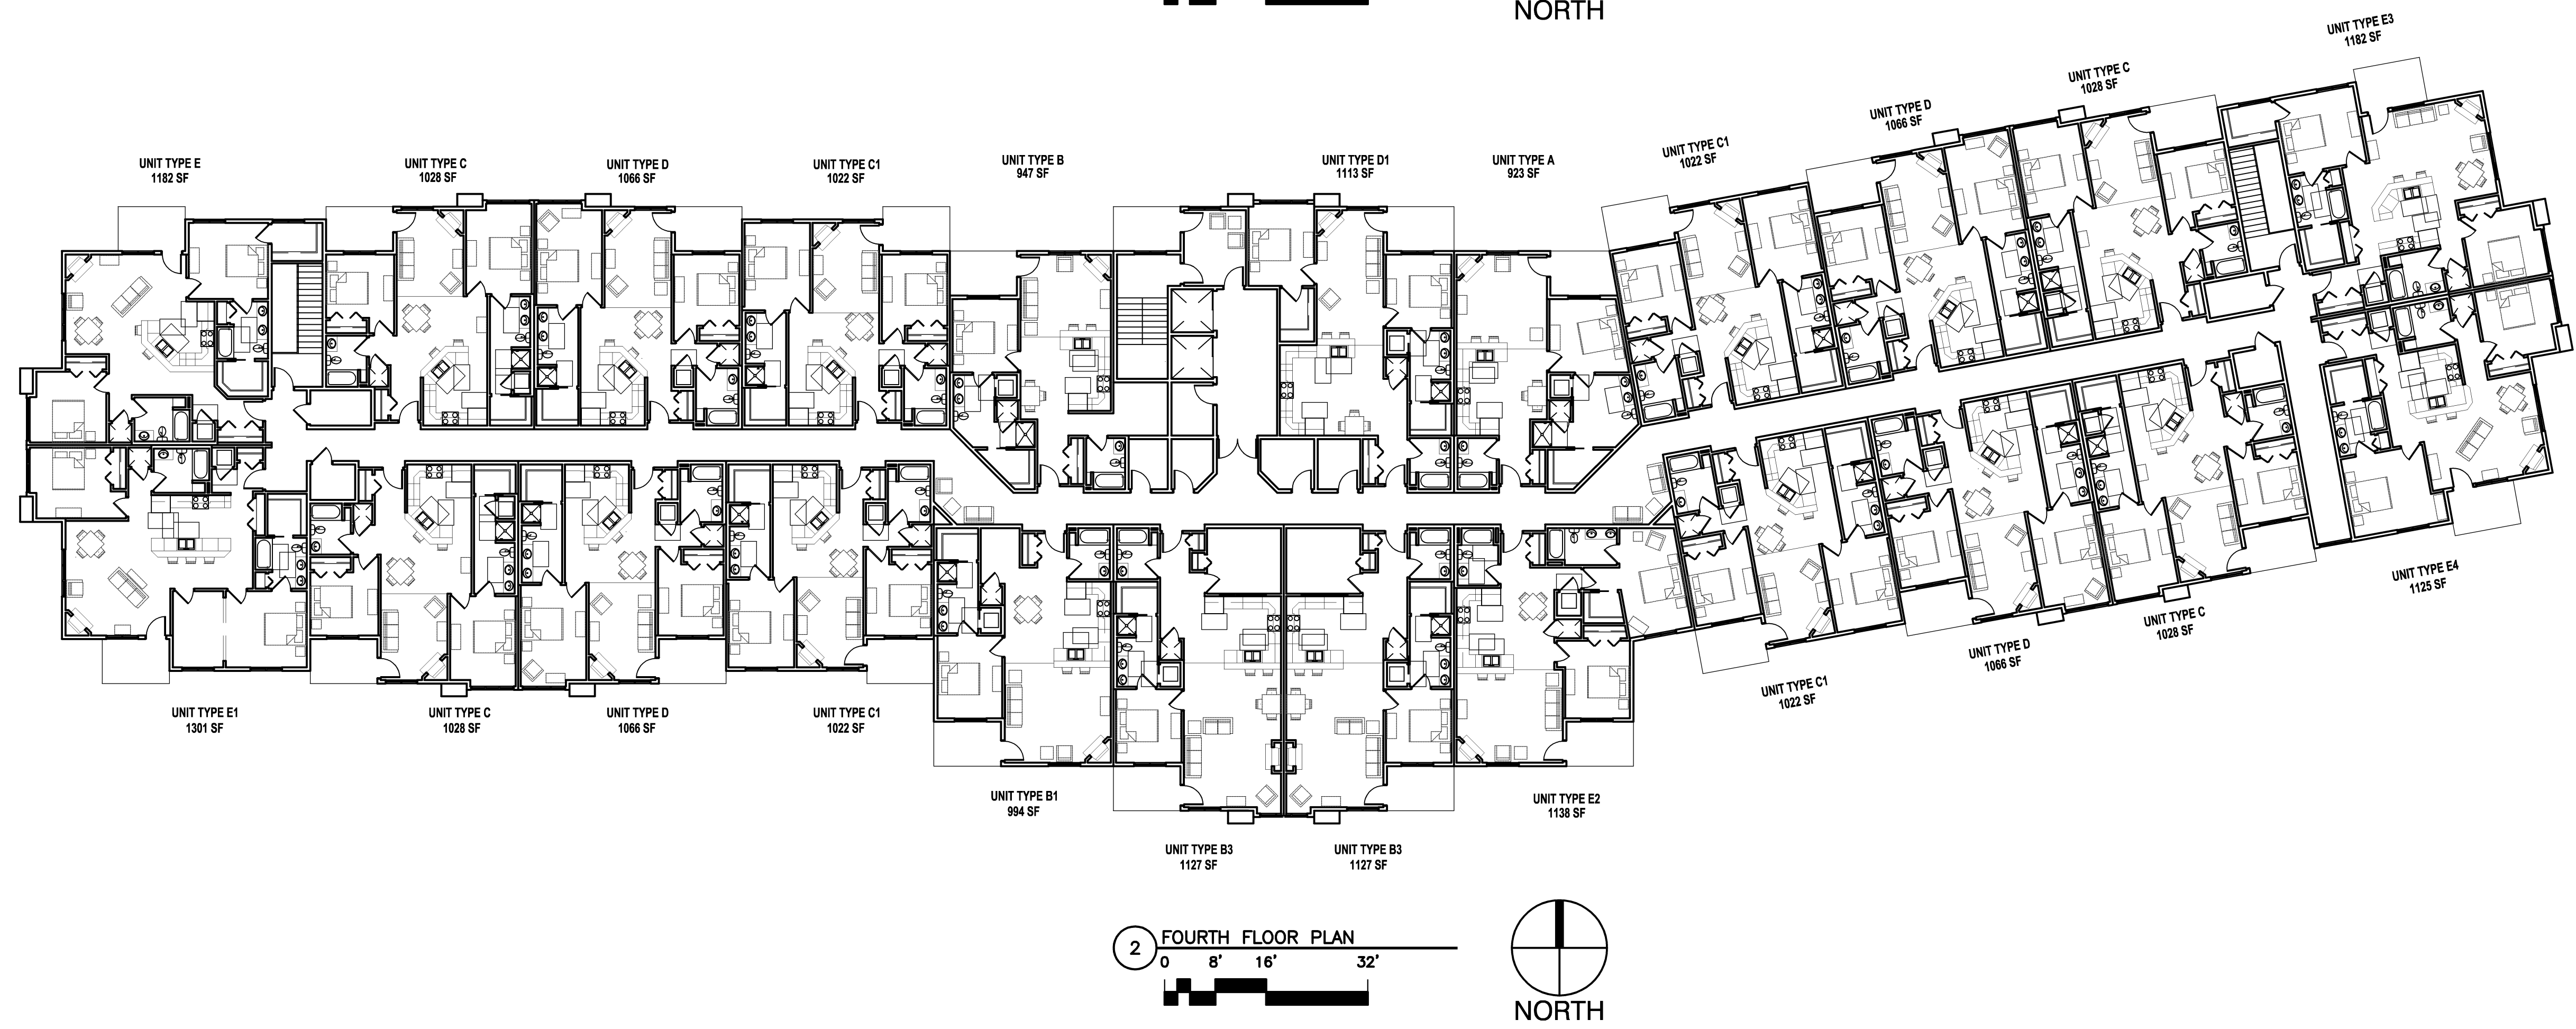 NORTH
UNIT TYPE E3
1182 SF
UNIT TYPE C
1028 SF
UNIT TYPE D
1066 SF
UNIT TYPE C1
1022 SF
UNIT TYPE E
1182 SF
UNIT TYPE C
1028 SF
UNIT TYPE D
1066 SF
UNIT TYPE C1
1022 SF
UNIT TYPE B
947 SF
UNIT TYPE D1
1113 SF
UNIT TYPE A
923 SF
UNIT TYPE E4
1125 SF
UNIT TYPE C
1028 SF
UNIT TYPE D
1066 SF
UNIT TYPE C1
1022 SF
UNIT TYPE E1
1301 SF
UNIT TYPE C
1028 SF
UNIT TYPE D
1066 SF
UNIT TYPE C1
1022 SF
UNIT TYPE B1
994 SF
UNIT TYPE E2
1138 SF
UNIT TYPE B3
1127 SF
UNIT TYPE B3
1127 SF
2 FOURTH FLOOR PLAN
0 8' 16' 32'
NORTH